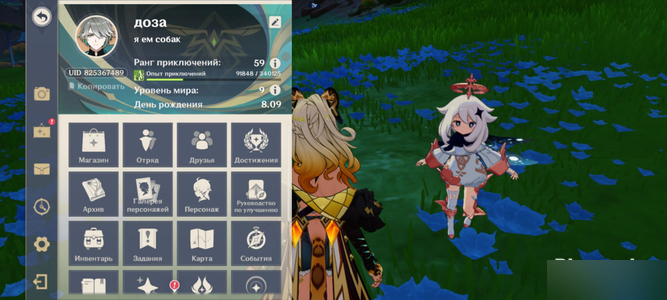 доза
я ем собак
Ранг приключений: 59
Опыт приключений 91848 / 340125
UID 825367489
Копировать
Уровень мира: 9
День рождения 8.09
Магазин Отряд Друзья Достижения
Архив Галерея персонажей Персонаж Руководство по улучшению
Инвентарь Задания Карта События